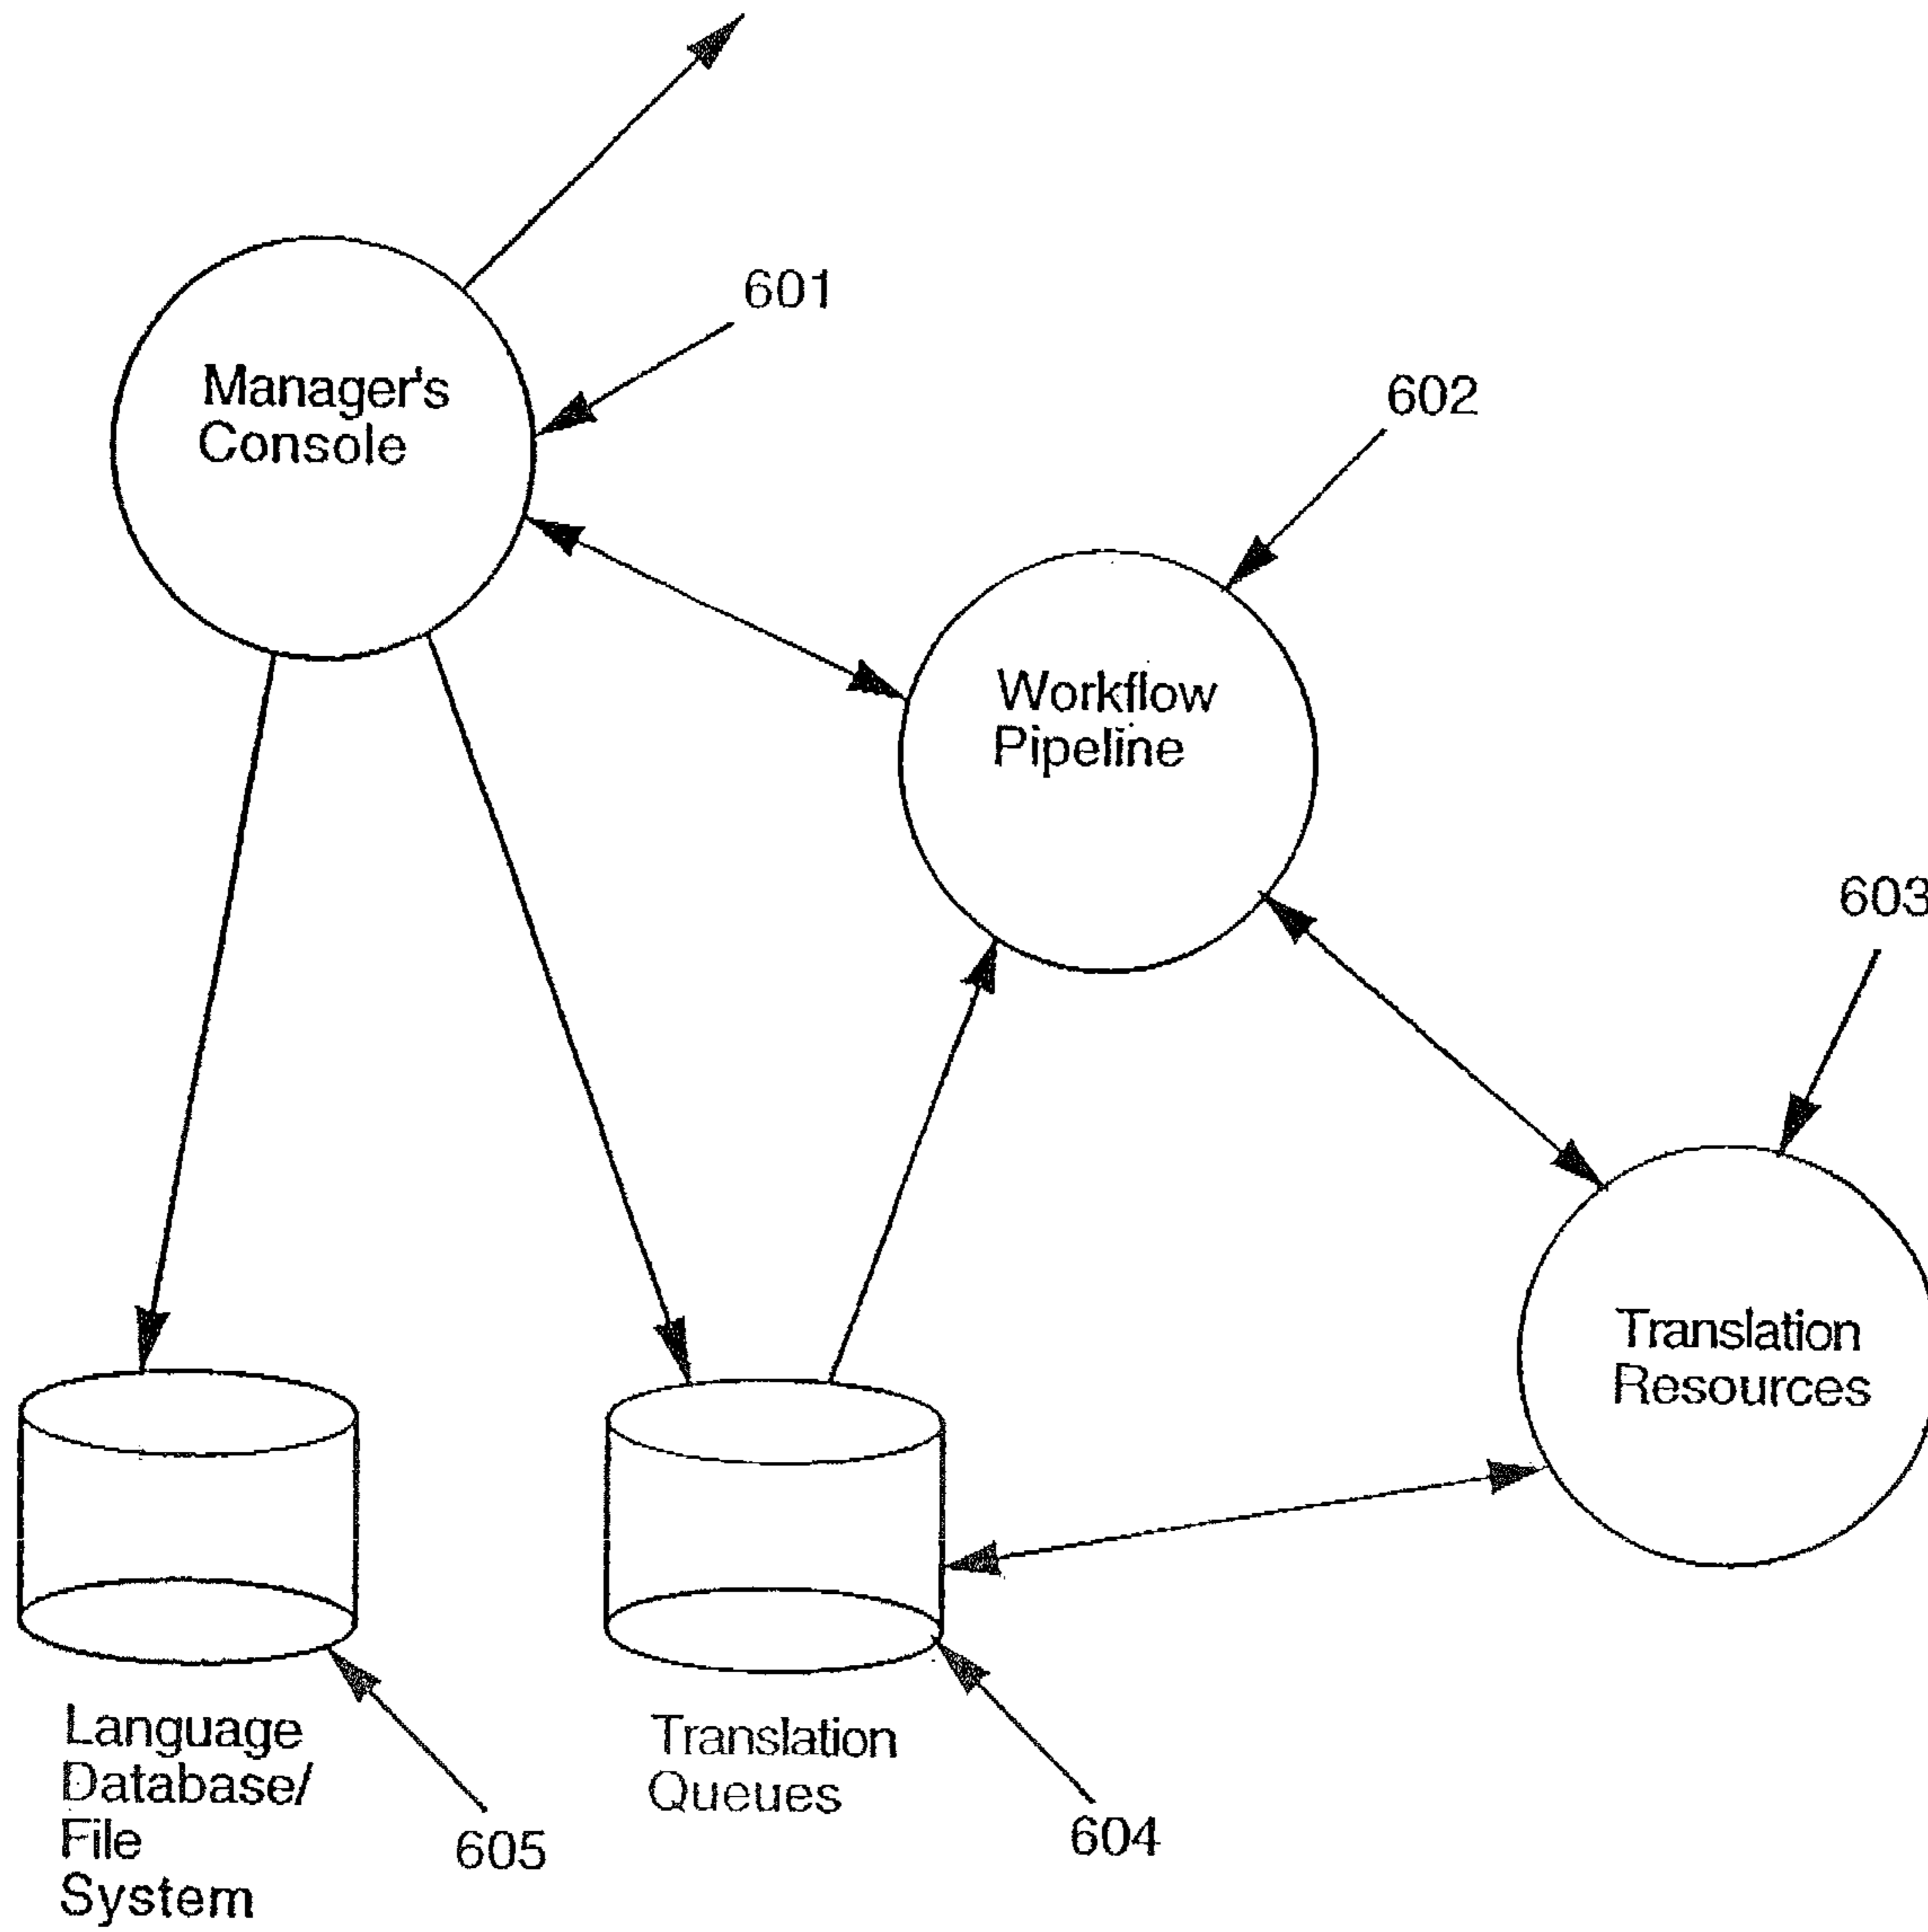 601
Manager's
Console
602
Workflow
Pipeline
603
Translation
Resources
Language
Database/
File
System
605
Translation
Queues
604